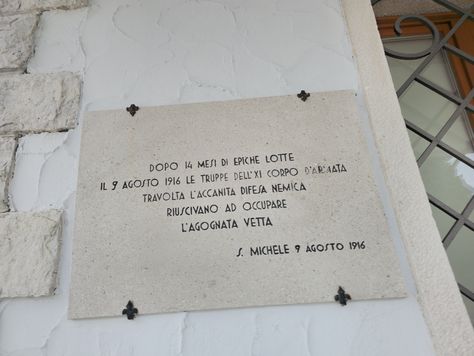 DOPO 14 MESI DI EPICHE LOTTE
IL 9 AGOSTO 1916 LE TRUPPE DELL'XI CORPO D'ARMATA
TRAVOLTA L'ACCANITA DIFESA NEMICA
RIUSCIVANO AD OCCUPARE
L'AGOGNATA VETTA
S. MICHELE 9 AGOSTO 1916